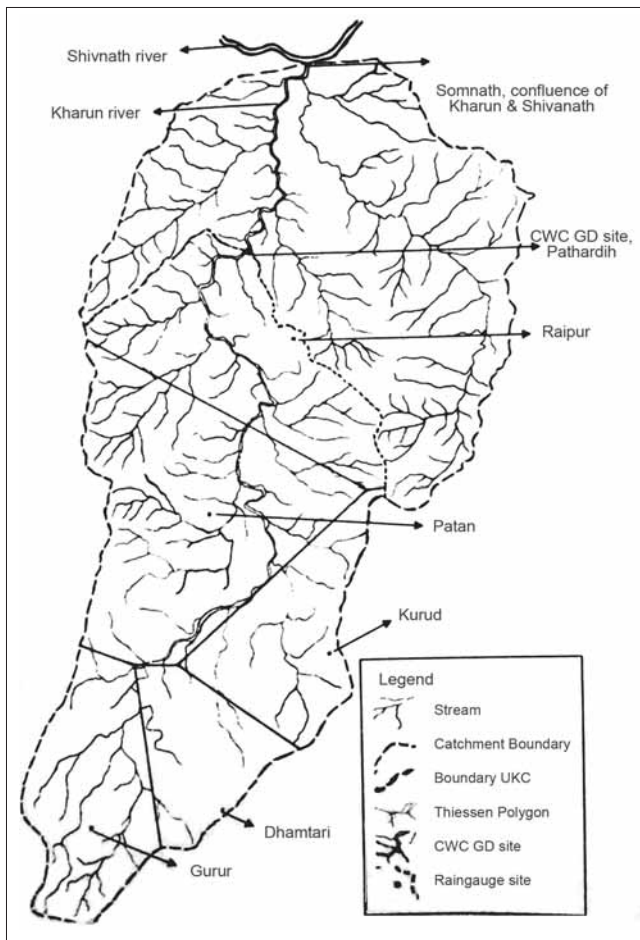 Shivnath river
Somnath, confluence of
Kharun & Shivanath
Kharun river
CWC GD site,
Pathardih
Raipur
Patan
Kurud
Dhamtari
Gurur
Legend
Stream
Catchment Boundary
Boundary UKC
Thiessen Polygon
CWC GD site
Raingauge site